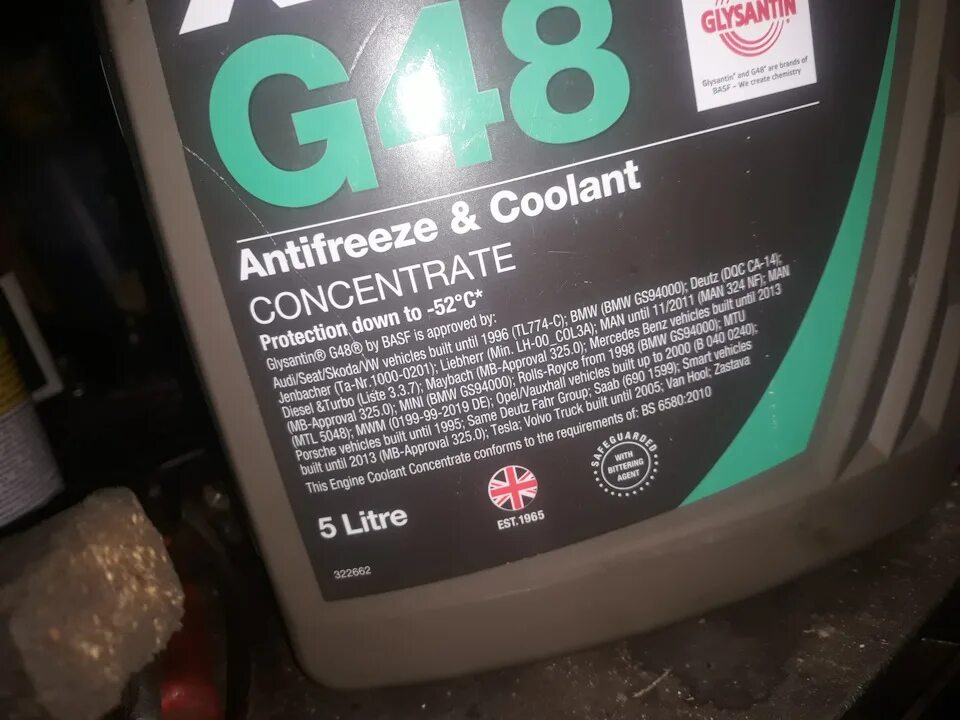 G48
GLYSANTIN®
Glysantin® and G48® are brands of
BASF – We create chemistry
Antifreeze & Coolant
CONCENTRATE
Protection down to -52°C*
Glysantin® G48® by BASF is approved by:
Audi/Seat/Skoda/VW vehicles built until 1996 (TL774-C); BMW (BMW GS94000); Deutz (DQC CA-14);
Jenbacher (Ta-Nr.1000-0201); Liebherr (Min. LH-00_COL3A); MAN until 11/2011 (MAN 324 NF); MAN
Diesel &Turbo (Liste 3.3.7); Maybach (MB-Approval 325.0); Mercedes Benz vehicles built until 2013
(MB-Approval 325.0); MINI (BMW GS94000); Rolls-Royce from 1998 (BMW GS94000); MTU
(MTL 5048); MWM (0199-99-2019 DE); Opel/Vauxhall vehicles built up to 2000 (B 040 0240);
Porsche vehicles built until 1995; Same Deutz Fahr Group; Saab (690 1599); Smart vehicles
built until 2013 (MB-Approval 325.0); Tesla; Volvo Truck built until 2005; Van Hool; Zastava
This Engine Coolant Concentrate conforms to the requirements of: BS 6580:2010
SAFEGUARDED
WITH
BITTERING
AGENT
5 Litre
EST.1965
322662